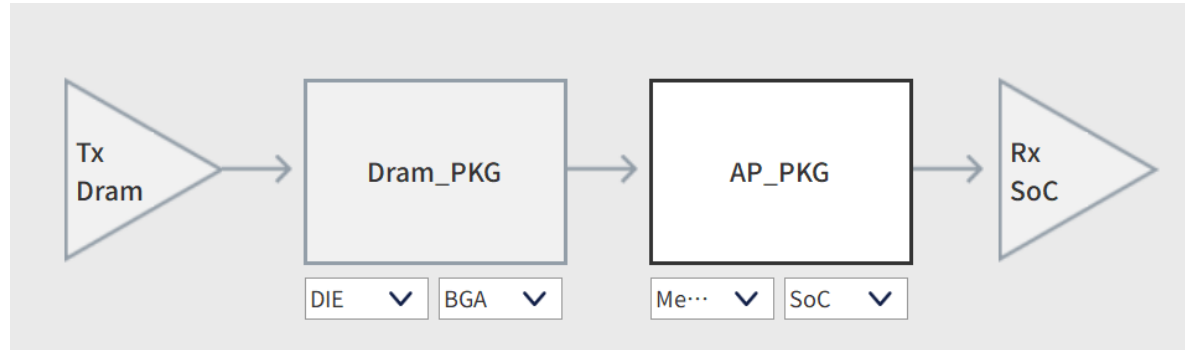 Tx
Dram
Dram_PKG
AP_PKG
Rx
SoC
DIE
BGA
Me···
SoC